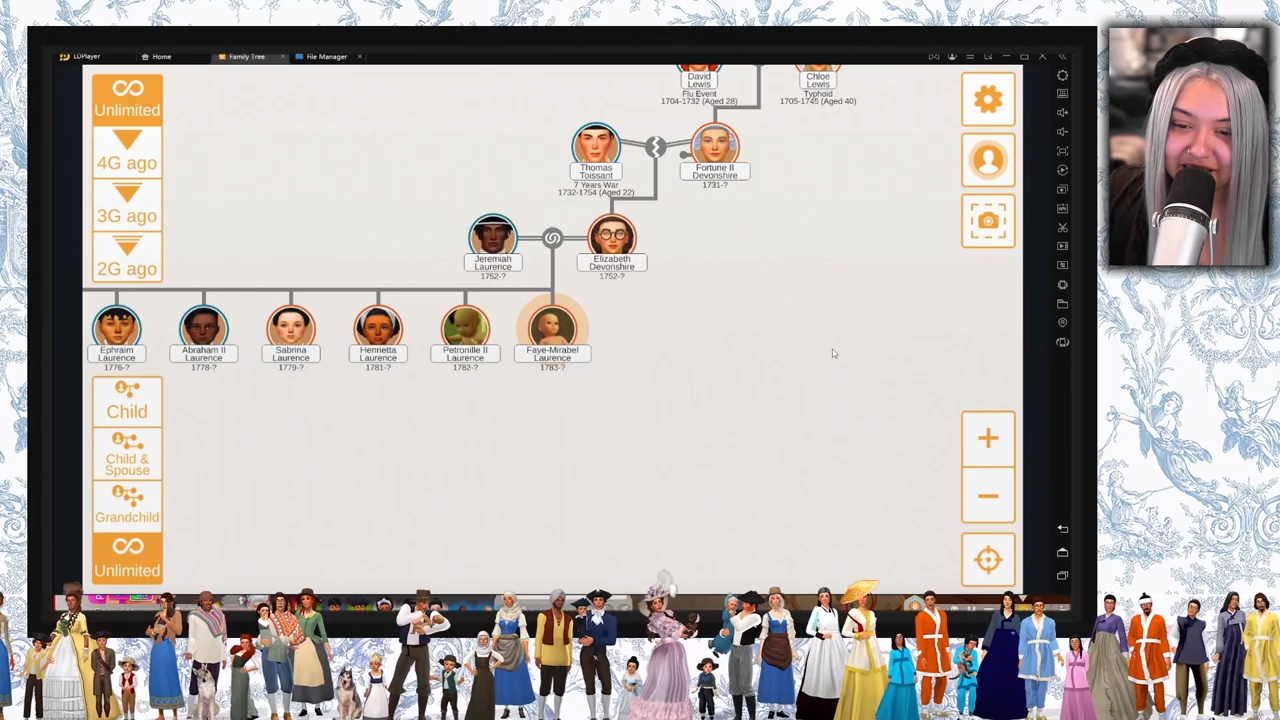 LDPlayer
Home
Family Tree
File Manager
Unlimited
4G ago
3G ago
2G ago
David
Lewis
Flu Event
1704-1732 (Aged 28)
Chloe
Lewis
Typhoid
1705-1745 (Aged 40)
Thomas
Toissant
7 Years War
1732-1754 (Aged 22)
Fortune II
Devonshire
1731-?
Jeremiah
Laurence
1752-?
Elizabeth
Devonshire
1752-?
Ephraim
Laurence
1776-?
Abraham II
Laurence
1778-?
Sabrina
Laurence
1779-?
Henrietta
Laurence
1781-?
Petronille II
Laurence
1782-?
Faye-Mirabel
Laurence
1783-?
Child
Child &
Spouse
Grandchild
Unlimited